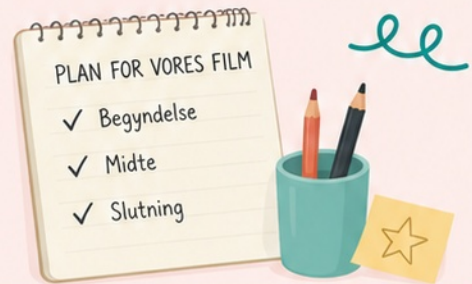 PLAN FOR VORES FILM
✓ Begyndelse
✓ Midte
✓ Slutning